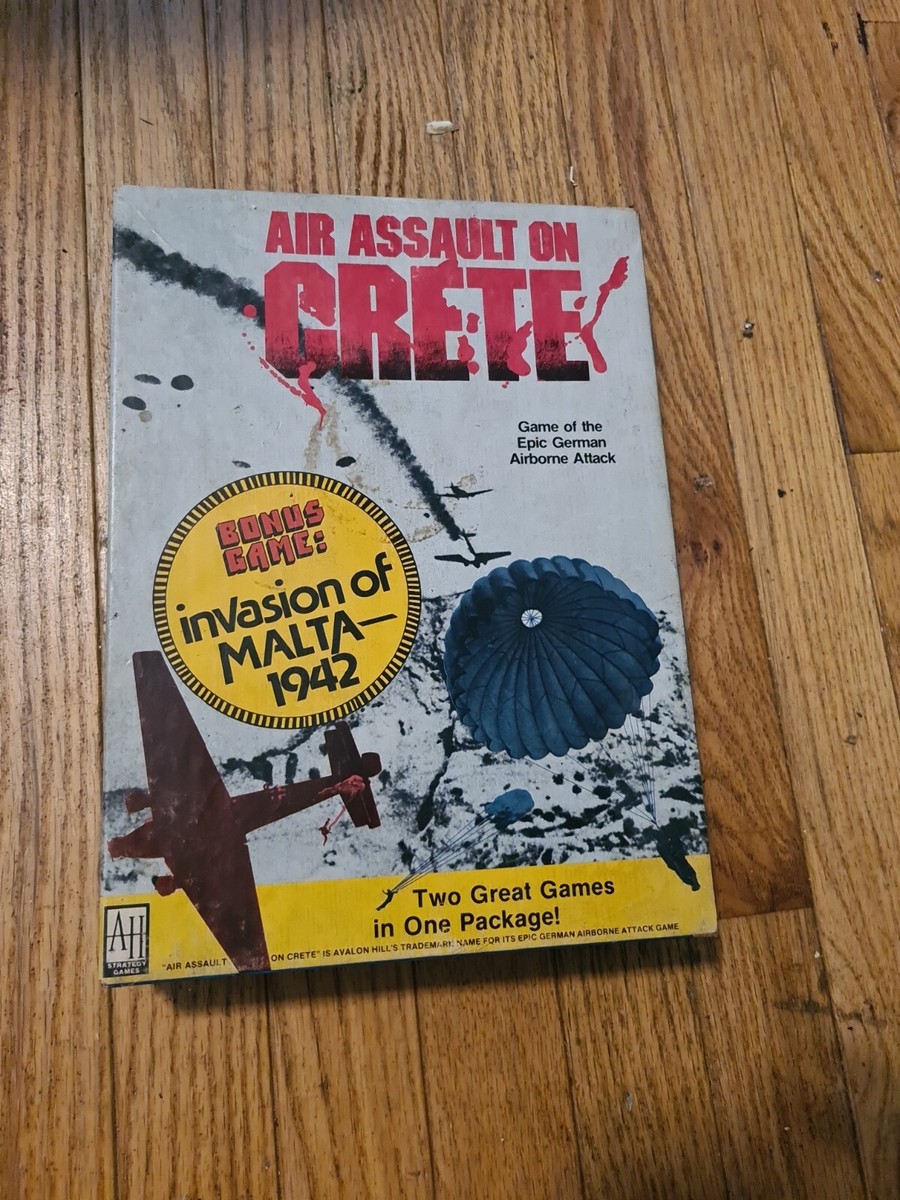 AIR ASSAULT ON
CRETE
Game of the
Epic German
Airborne Attack
BONUS
GAME:
invasion of
MALTA—
1942
Two Great Games
in One Package!
AH
STRATEGY
GAMES
"AIR ASSAULT ON CRETE" IS AVALON HILL'S TRADEMARK NAME FOR ITS EPIC GERMAN AIRBORNE ATTACK GAME